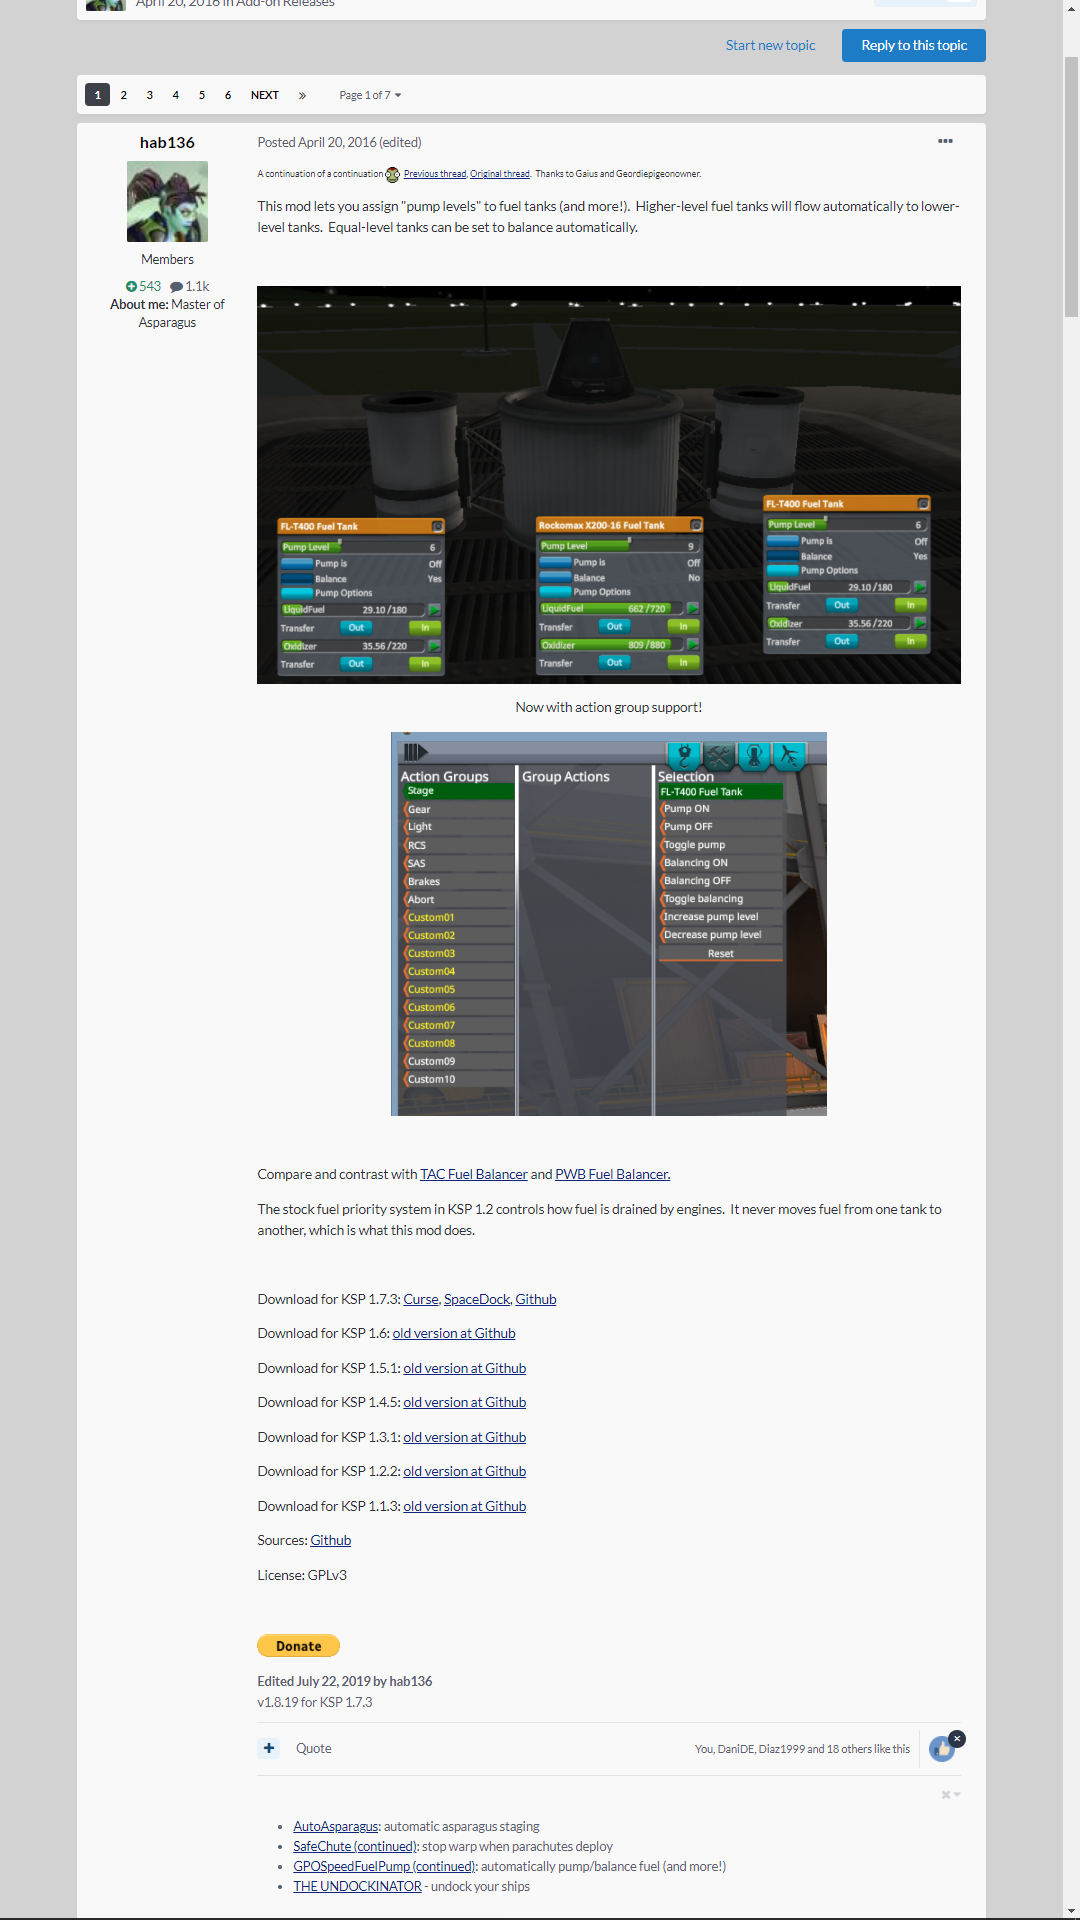 April 20, 2016 in Add-on Releases
Start new topic
Reply to this topic
1 2 3 4 5 6 NEXT » Page 1 of 7
hab136
Members
543 1.1k
About me: Master of
Asparagus
Posted April 20, 2016 (edited)
A continuation of a continuation Previous thread, Original thread. Thanks to Gaius and Geordiepigeonowner.
This mod lets you assign "pump levels" to fuel tanks (and more!). Higher-level fuel tanks will flow automatically to lower-
level tanks. Equal-level tanks can be set to balance automatically.
FL-T400 Fuel Tank
Pump Level 6
Pump is Off
Balance Yes
Pump Options
LiquidFuel 29.10 /180
Transfer Out In
Oxidizer 35.56 /220
Transfer Out In
Rockomax X200-16 Fuel Tank
Pump Level 9
Pump is Off
Balance No
Pump Options
LiquidFuel 662 /720
Transfer Out In
Oxidizer 809 /880
Transfer Out In
FL-T400 Fuel Tank
Pump Level 6
Pump is Off
Balance Yes
Pump Options
LiquidFuel 29.10 /180
Transfer Out In
Oxidizer 35.56 /220
Transfer Out In
Now with action group support!
Action Groups
Stage
Gear
Light
RCS
SAS
Brakes
Abort
Custom01
Custom02
Custom03
Custom04
Custom05
Custom06
Custom07
Custom08
Custom09
Custom10
Group Actions
Selection
FL-T400 Fuel Tank
Pump ON
Pump OFF
Toggle pump
Balancing ON
Balancing OFF
Toggle balancing
Increase pump level
Decrease pump level
Reset
Compare and contrast with TAC Fuel Balancer and PWB Fuel Balancer.
The stock fuel priority system in KSP 1.2 controls how fuel is drained by engines. It never moves fuel from one tank to
another, which is what this mod does.
Download for KSP 1.7.3: Curse, SpaceDock, Github
Download for KSP 1.6: old version at Github
Download for KSP 1.5.1: old version at Github
Download for KSP 1.4.5: old version at Github
Download for KSP 1.3.1: old version at Github
Download for KSP 1.2.2: old version at Github
Download for KSP 1.1.3: old version at Github
Sources: Github
License: GPLv3
Donate
Edited July 22, 2019 by hab136
v1.8.19 for KSP 1.7.3
+ Quote
You, DaniDE, Diaz1999 and 18 others like this
• AutoAsparagus: automatic asparagus staging
• SafeChute (continued): stop warp when parachutes deploy
• GPOSpeedFuelPump (continued): automatically pump/balance fuel (and more!)
• THE UNDOCKINATOR - undock your ships